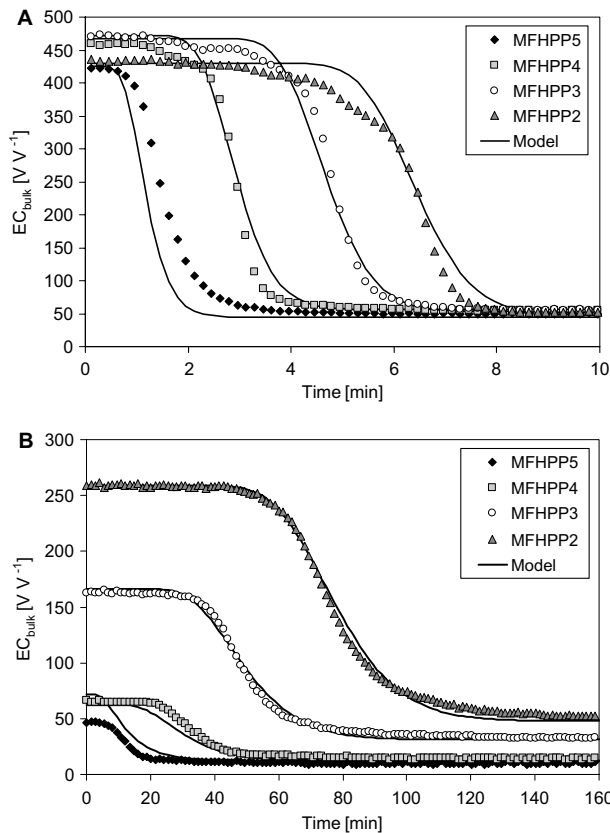 A
EC_bulk [V V⁻¹]
500
450
400
350
300
250
200
150
100
50
0
0
2
4
6
8
10
Time [min]
MFHPP5
MFHPP4
MFHPP3
MFHPP2
Model
B
EC_bulk [V V⁻¹]
300
250
200
150
100
50
0
0
20
40
60
80
100
120
140
160
Time [min]
MFHPP5
MFHPP4
MFHPP3
MFHPP2
Model